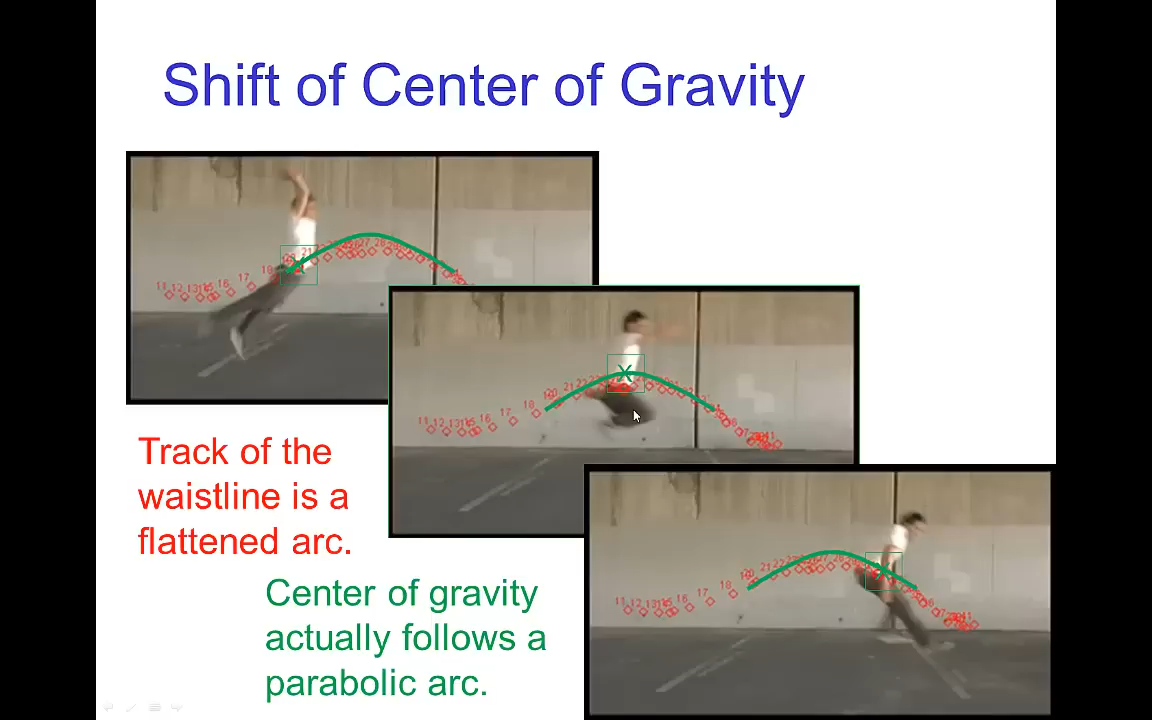 Shift of Center of Gravity
Track of the
waistline is a
flattened arc.
Center of gravity
actually follows a
parabolic arc.